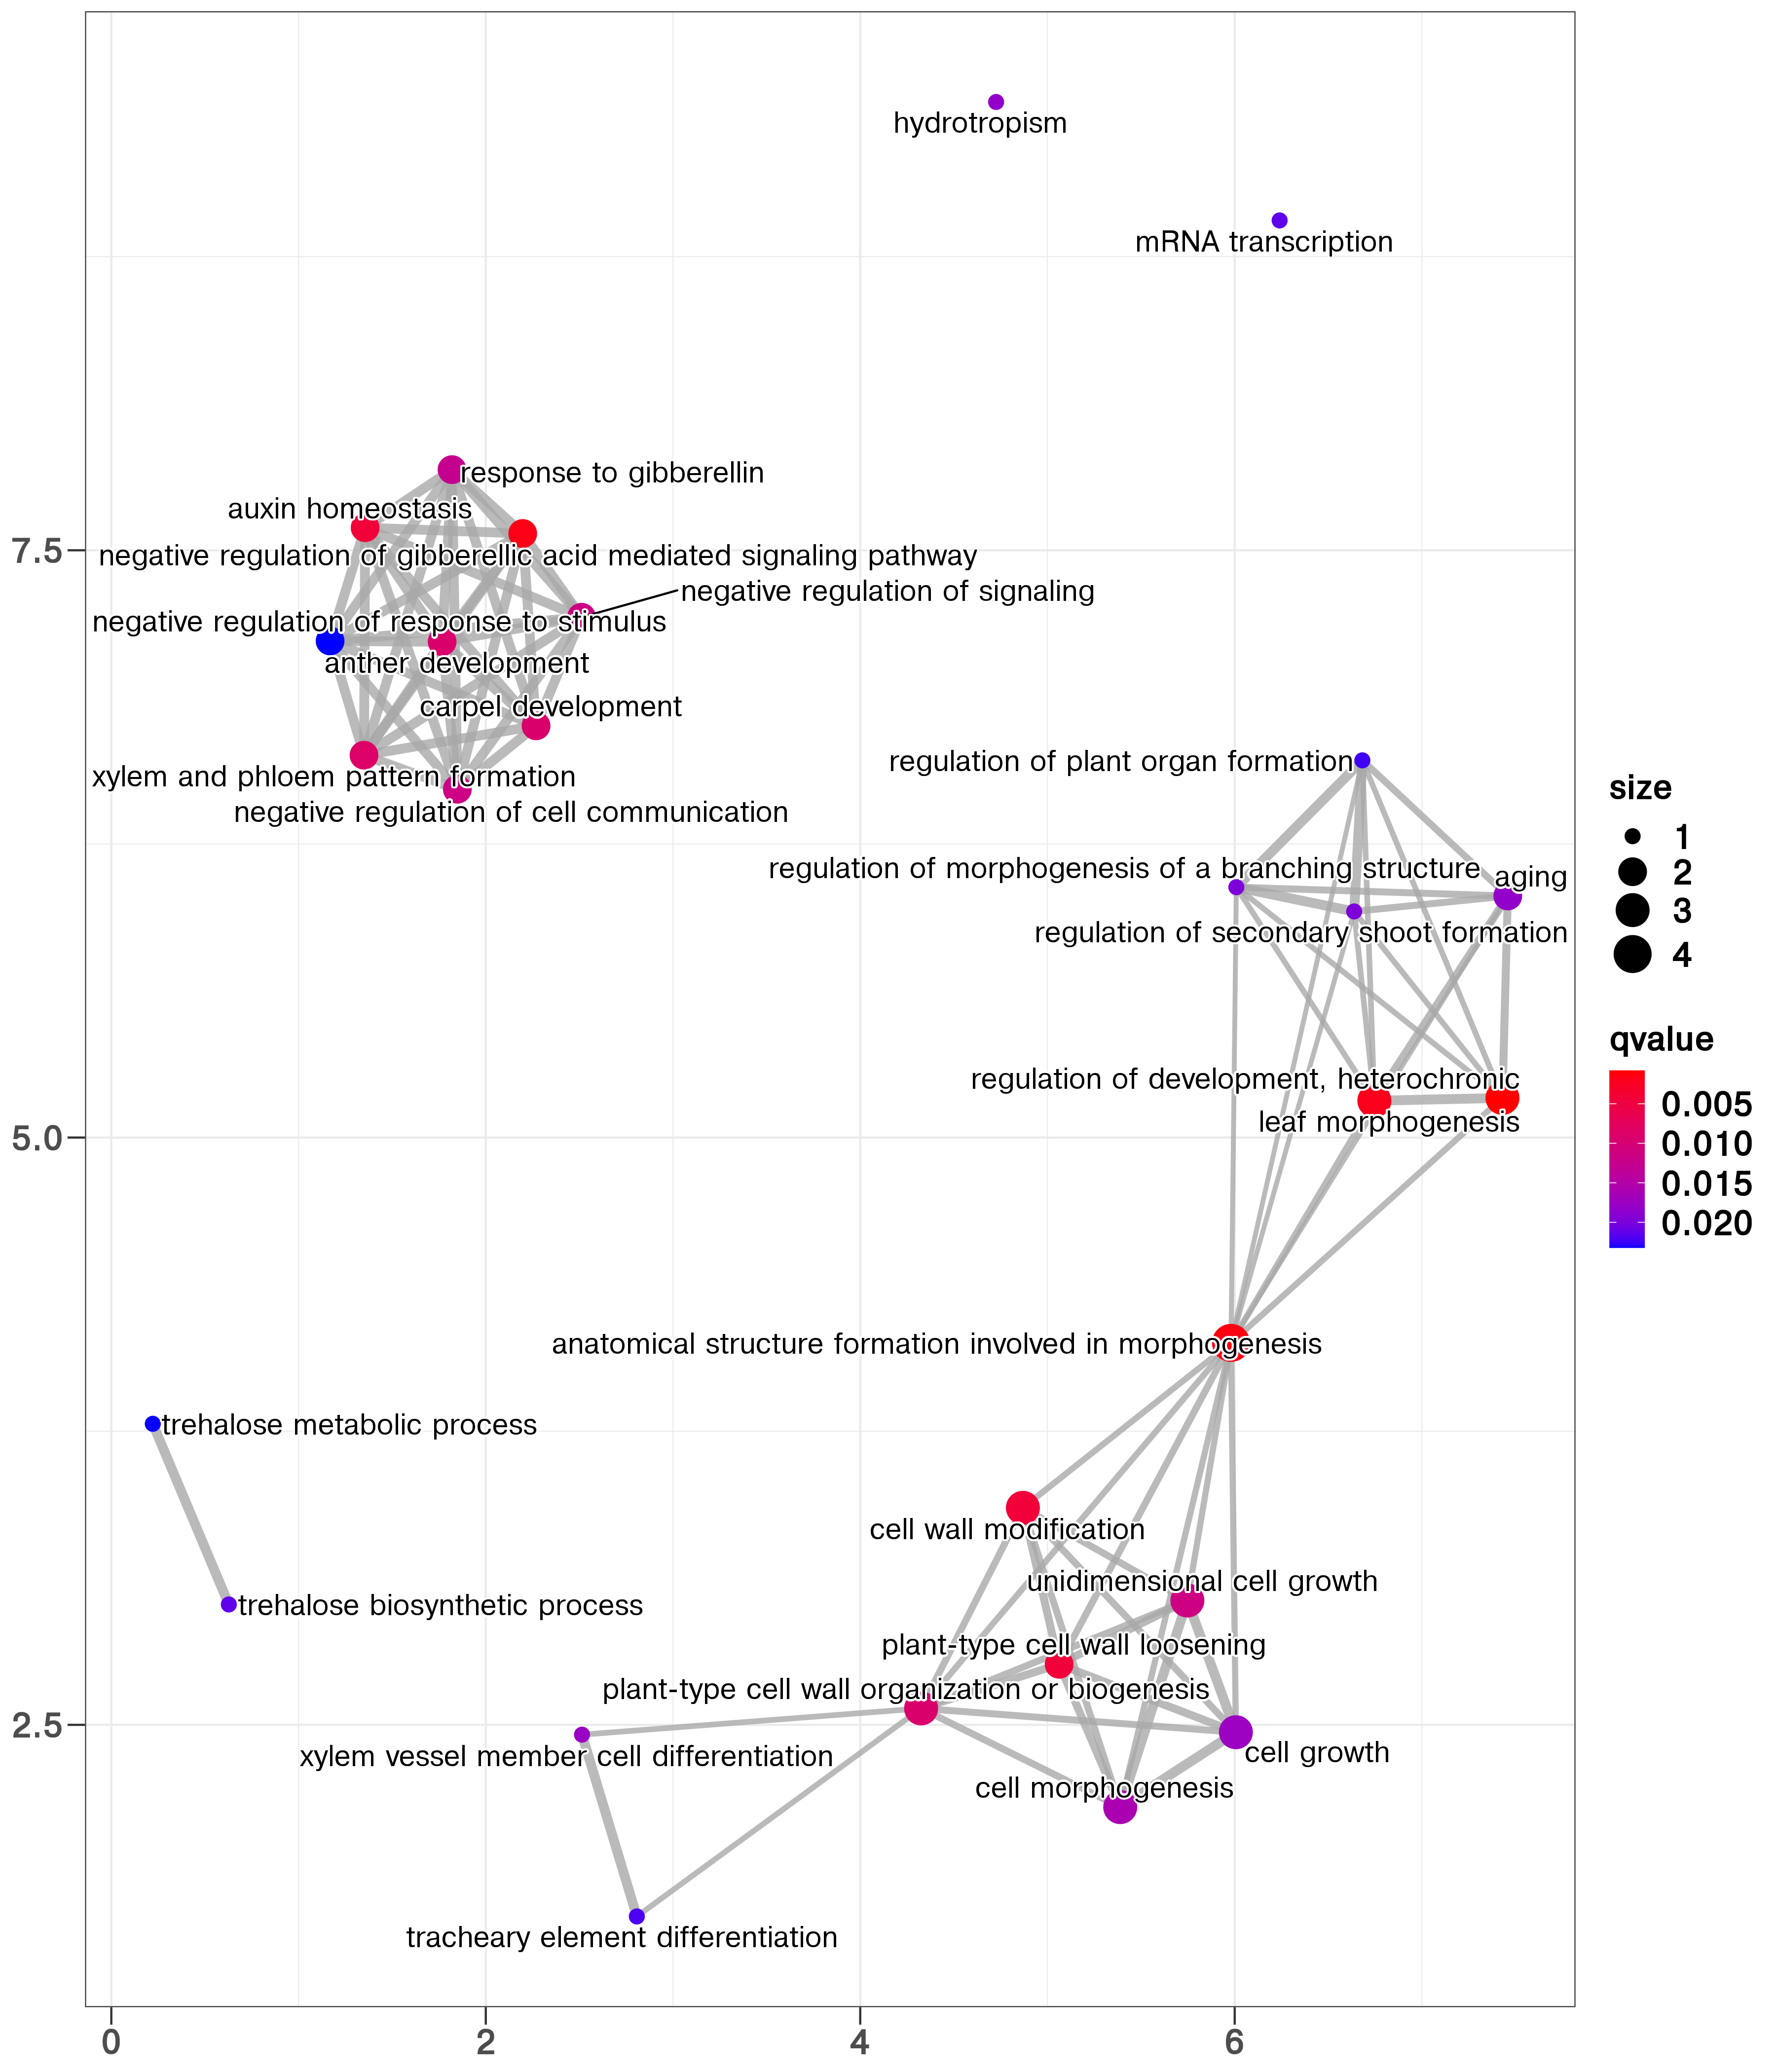 hydrotropism
mRNA transcription
response to gibberellin
auxin homeostasis
7.5
negative regulation of gibberellic acid mediated signaling pathway
negative regulation of signaling
negative regulation of response to stimulus
anther development
carpel development
regulation of plant organ formation
xylem and phloem pattern formation
negative regulation of cell communication
size
1
2
3
4
regulation of morphogenesis of a branching structure
aging
regulation of secondary shoot formation
qvalue
0.005
0.010
0.015
0.020
regulation of development, heterochronic
leaf morphogenesis
5.0
anatomical structure formation involved in morphogenesis
trehalose metabolic process
cell wall modification
unidimensional cell growth
trehalose biosynthetic process
plant-type cell wall loosening
plant-type cell wall organization or biogenesis
2.5
xylem vessel member cell differentiation
cell growth
cell morphogenesis
tracheary element differentiation
0
2
4
6